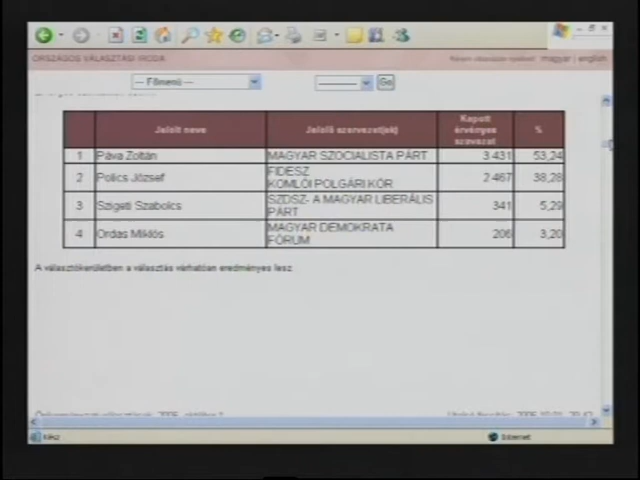 ORSZÁGOS VÁLASZTÁSI IRODA
magyar | english
--- Főmenü ---
Go
Jelölt neve Jelölő szervezet(ek) Kapott érvényes szavazat %
1 Páva Zoltán MAGYAR SZOCIALISTA PÁRT 3 431 53,24
2 Polics József FIDESZ 2 467 38,28
KOMLÓI POLGÁRI KÖR
3 Szigeti Szabolcs SZDSZ- A MAGYAR LIBERÁLIS 341 5,29
PÁRT
4 Ordas Miklós MAGYAR DEMOKRATA 206 3,20
FÓRUM
A választókerületben a választás várhatóan eredményes lesz.
Kész Internet